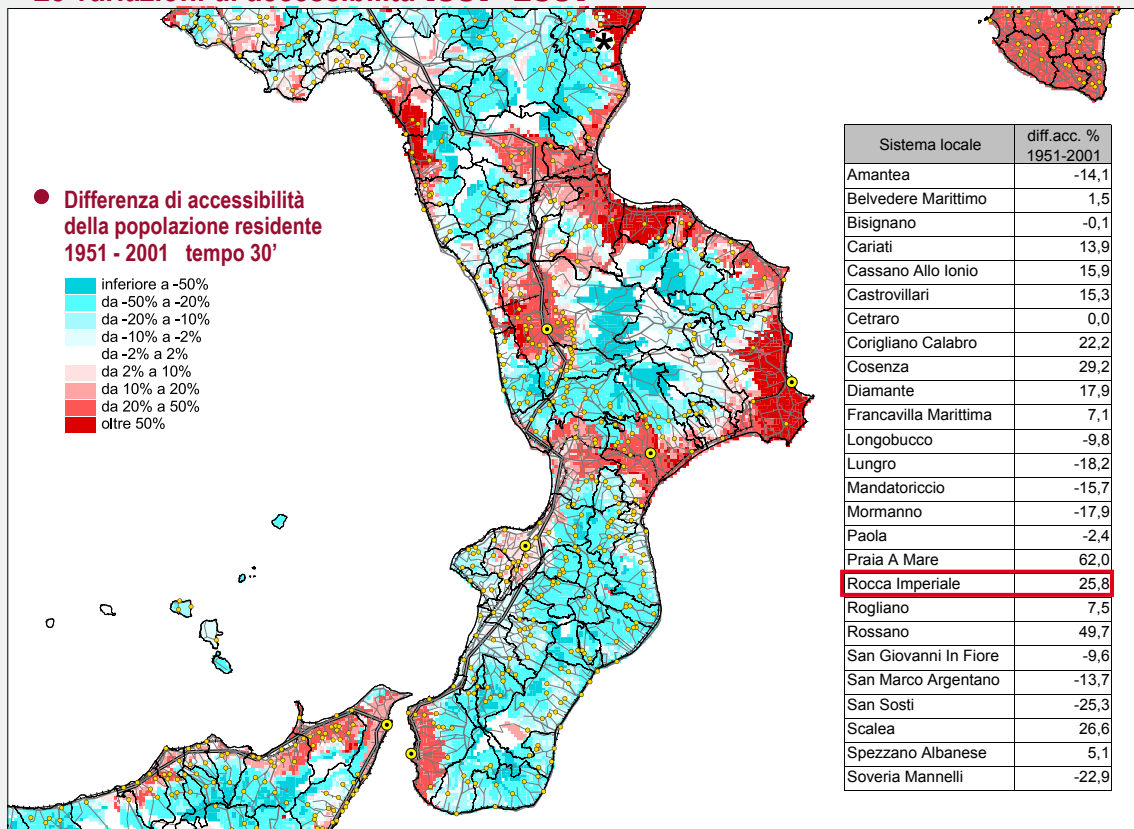 *
Differenza di accessibilità
della popolazione residente
1951 - 2001 tempo 30'
inferiore a -50%
da -50% a -20%
da -20% a -10%
da -10% a -2%
da -2% a 2%
da 2% a 10%
da 10% a 20%
da 20% a 50%
oltre 50%
Sistema locale diff.acc. % 1951-2001
Amantea -14,1
Belvedere Marittimo 1,5
Bisignano -0,1
Cariati 13,9
Cassano Allo Ionio 15,9
Castrovillari 15,3
Cetraro 0,0
Corigliano Calabro 22,2
Cosenza 29,2
Diamante 17,9
Francavilla Marittima 7,1
Longobucco -9,8
Lungro -18,2
Mandatoriccio -15,7
Mormanno -17,9
Paola -2,4
Praia A Mare 62,0
Rocca Imperiale 25,8
Rogliano 7,5
Rossano 49,7
San Giovanni In Fiore -9,6
San Marco Argentano -13,7
San Sosti -25,3
Scalea 26,6
Spezzano Albanese 5,1
Soveria Mannelli -22,9